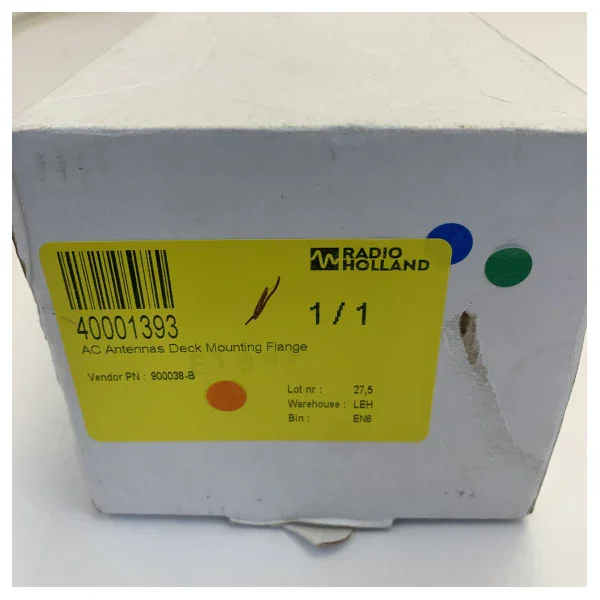 RADIO
HOLLAND
40001393
1 / 1
AC Antennas Deck Mounting Flange
Vendor PN : 900038-B
Lot nr : 27,5
Warehouse : LEH
Bin : EN6